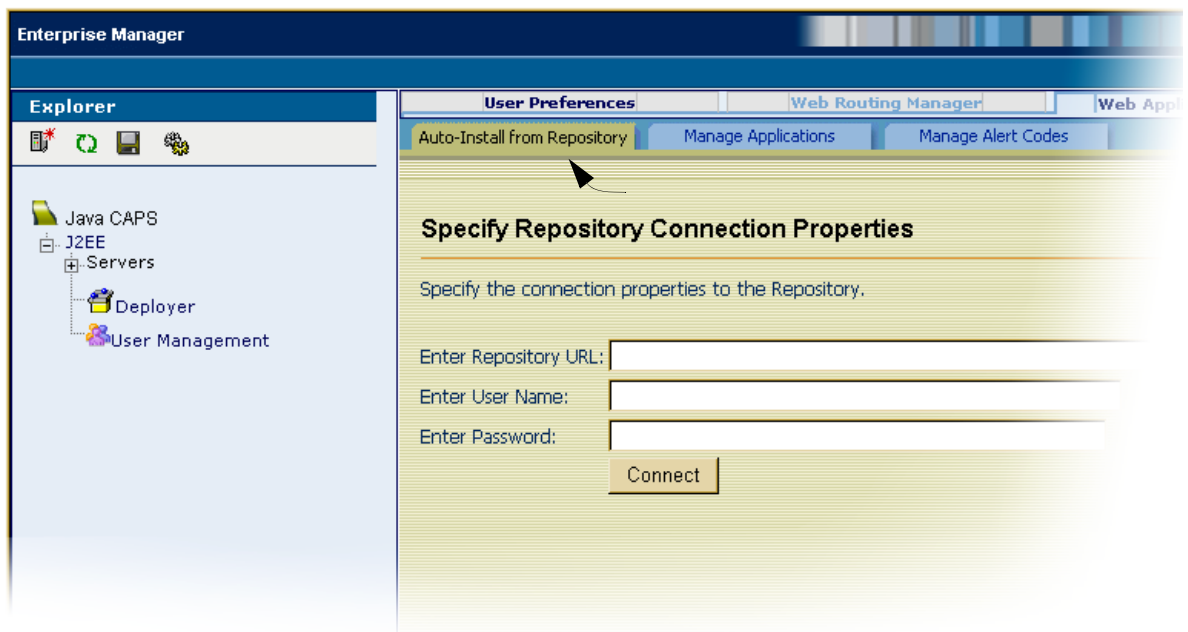 Enterprise Manager
Explorer
User Preferences
Web Routing Manager
Web Appl
Auto-Install from Repository
Manage Applications
Manage Alert Codes
Java CAPS
J2EE
Servers
Deployer
User Management
Specify Repository Connection Properties
Specify the connection properties to the Repository.
Enter Repository URL:
Enter User Name:
Enter Password:
Connect